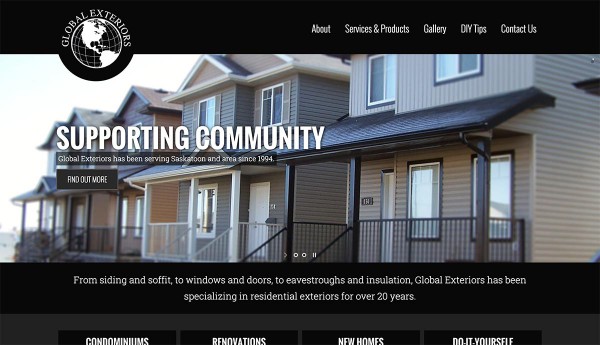 GLOBAL EXTERIORS
About Services & Products Gallery DIY Tips Contact Us
SUPPORTING COMMUNITY
Global Exteriors has been serving Saskatoon and area since 1994.
FIND OUT MORE
From siding and soffit, to windows and doors, to eavestroughs and insulation, Global Exteriors has been
specializing in residential exteriors for over 20 years.
CONDOMINIUMS RENOVATIONS NEW HOMES DO-IT-YOURSELF